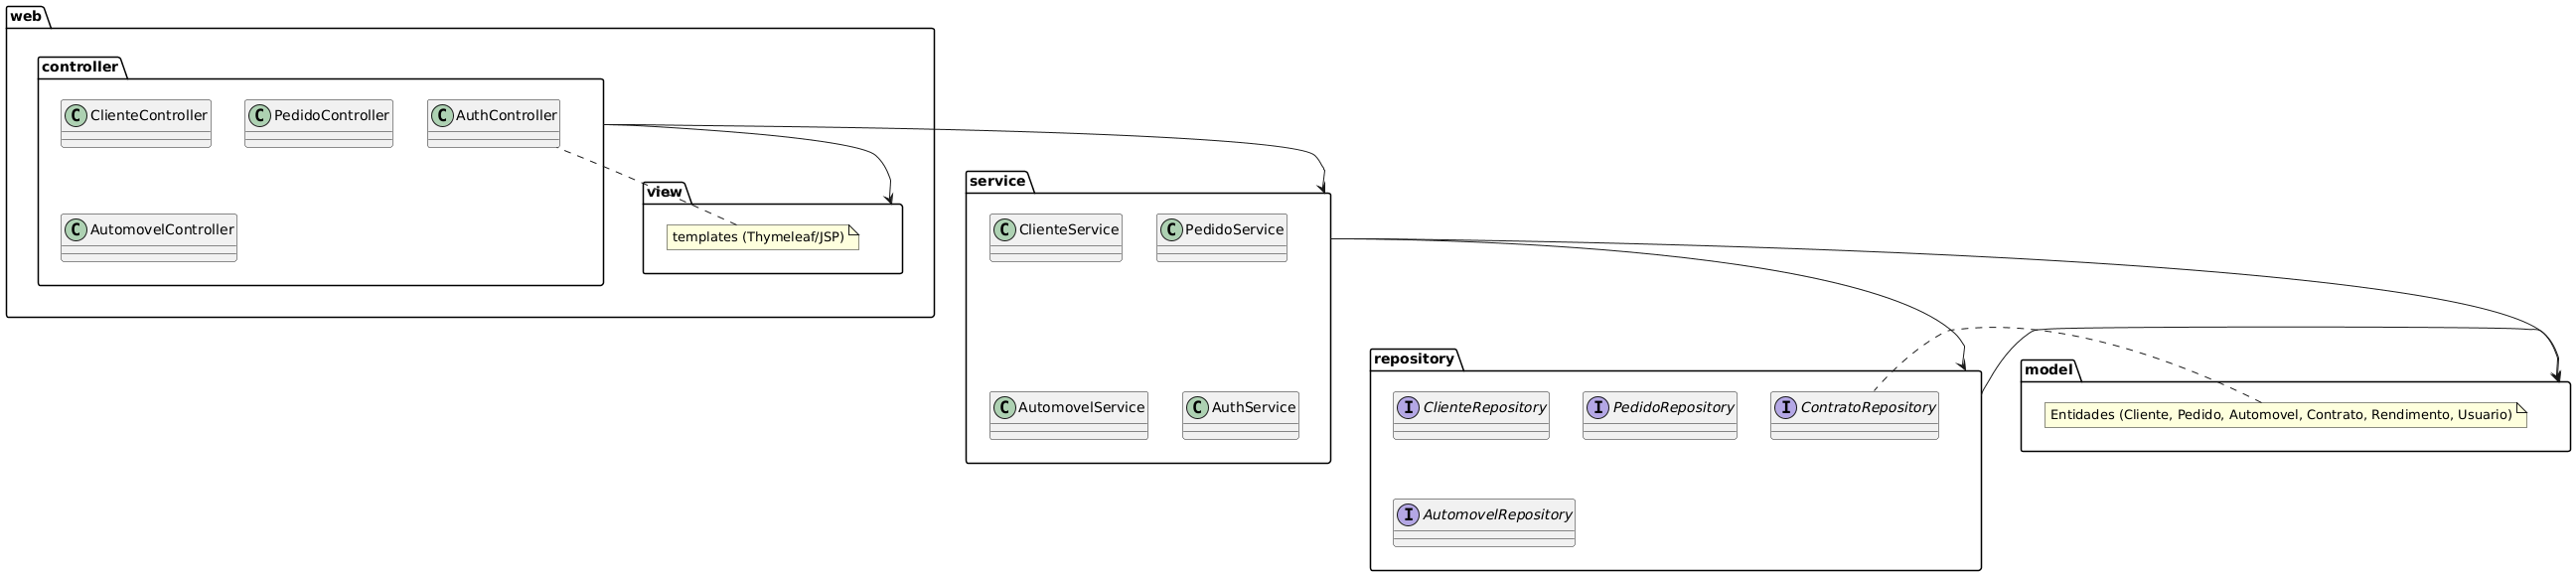 web
controller
C ClienteController
C PedidoController
C AuthController
C AutomovelController
view
templates (Thymeleaf/JSP)
service
C ClienteService
C PedidoService
C AutomovelService
C AuthService
repository
I ClienteRepository
I PedidoRepository
I ContratoRepository
I AutomovelRepository
model
Entidades (Cliente, Pedido, Automovel, Contrato, Rendimento, Usuario)